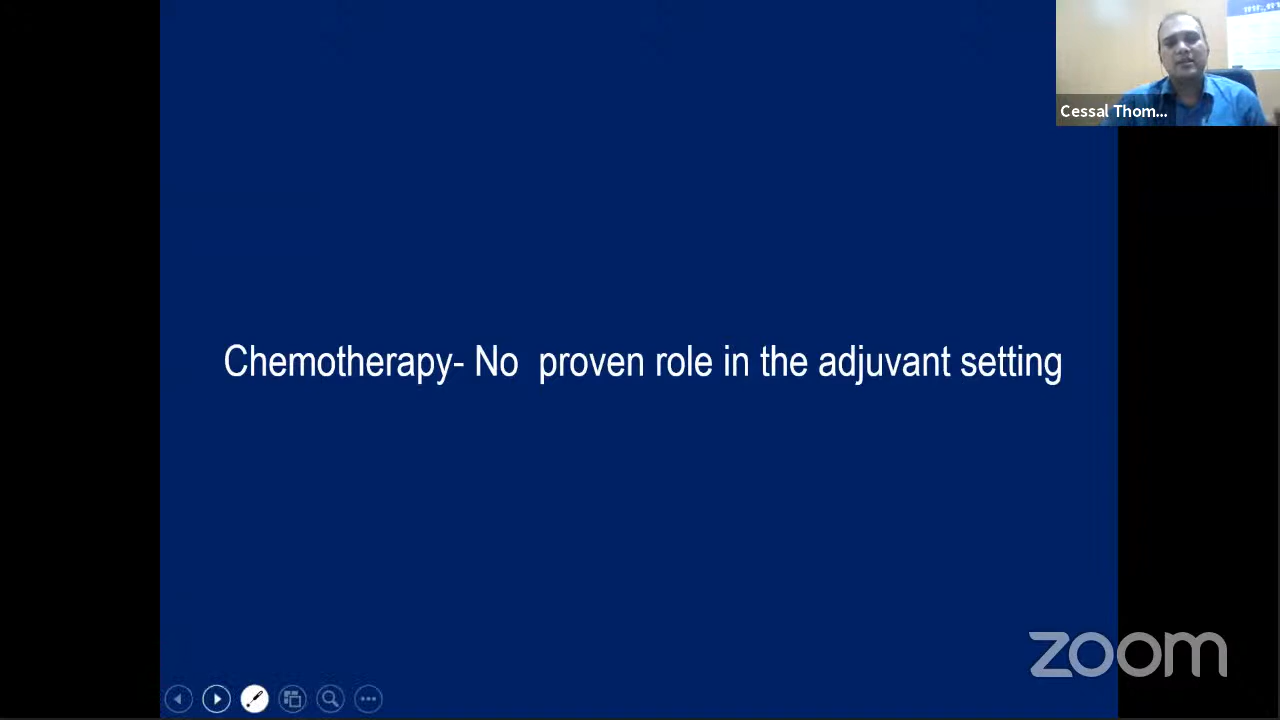 Cessal Thom...
Chemotherapy- No  proven role in the adjuvant setting
zoom